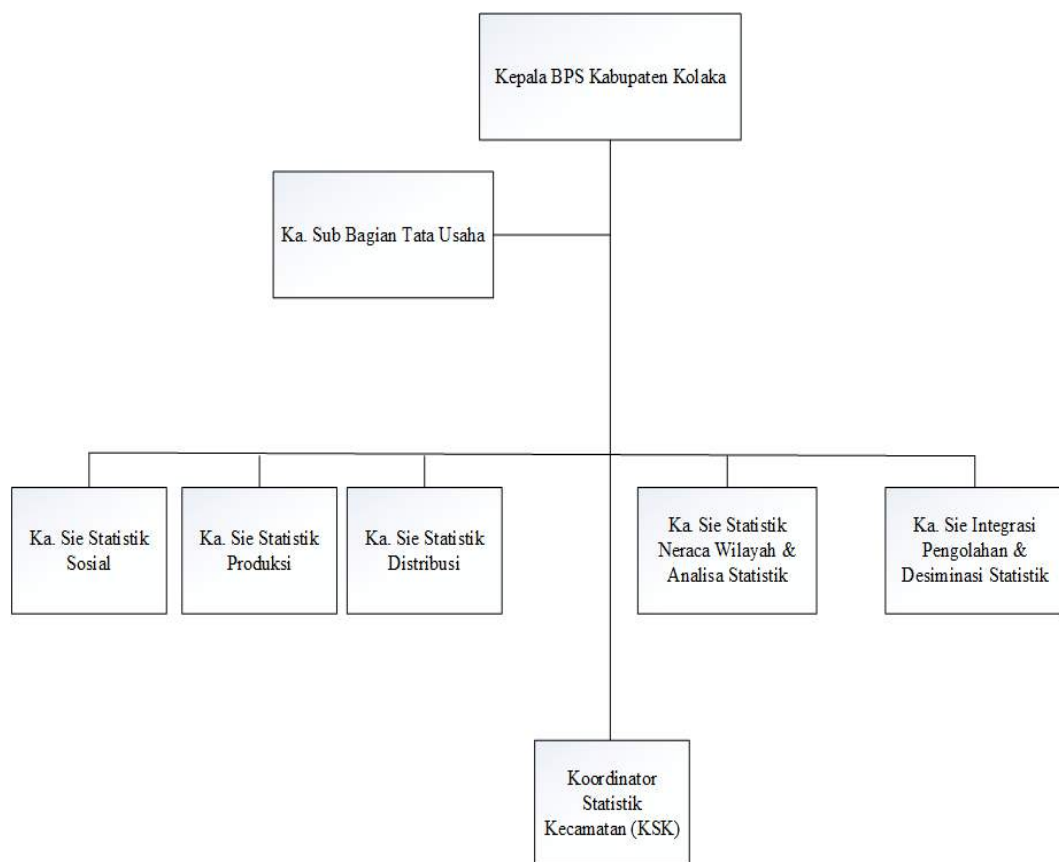 Kepala BPS Kabupaten Kolaka
Ka. Sub Bagian Tata Usaha
Ka. Sie Statistik
Sosial
Ka. Sie Statistik
Produksi
Ka. Sie Statistik
Distribusi
Ka. Sie Statistik
Neraca Wilayah &
Analisa Statistik
Ka. Sie Integrasi
Pengolahan &
Desiminasi Statistik
Koordinator
Statistik
Kecamatan (KSK)